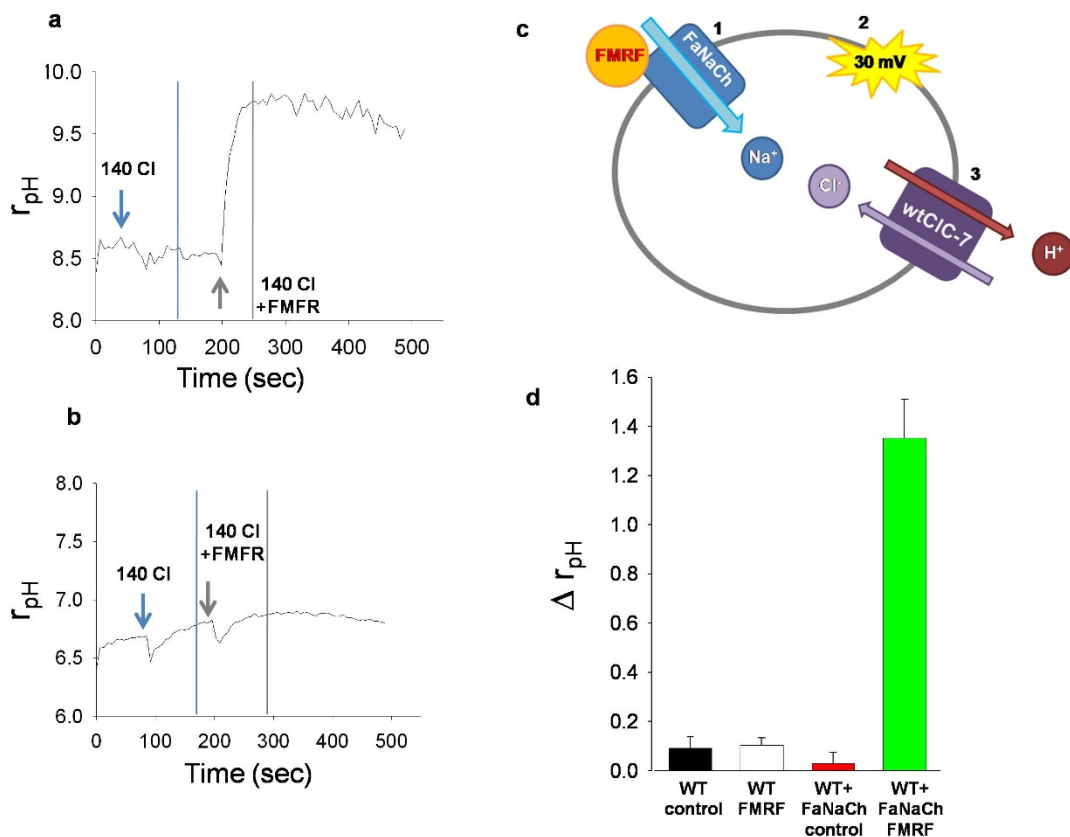 a
10.0
9.5
9.0
8.5
8.0
rpH
140 Cl
140 Cl
+FMFR
0 100 200 300 400 500
Time (sec)
b
8.0
7.5
7.0
6.5
6.0
rpH
140 Cl
140 Cl
+FMFR
0 100 200 300 400 500
Time (sec)
c
1
2
FMRF
FaNaCh
30 mV
Na+
Cl-
3
wtClC-7
H+
d
1.6
1.4
1.2
1.0
0.8
0.6
0.4
0.2
0.0
Δ rpH
WT WT WT+ WT+
control FMRF FaNaCh FaNaCh
control FMRF